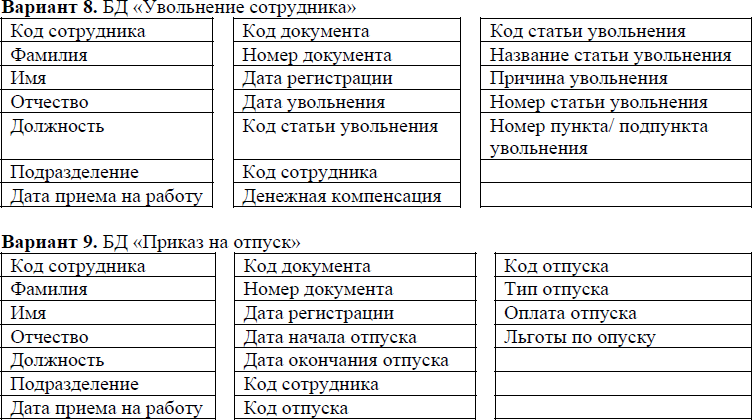 Вариант 8. БД «Увольнение сотрудника»
Код сотрудника Код документа Код статьи увольнения
Фамилия Номер документа Название статьи увольнения
Имя Дата регистрации Причина увольнения
Отчество Дата увольнения Номер статьи увольнения
Должность Код статьи увольнения Номер пункта/ подпункта
увольнения
Подразделение Код сотрудника
Дата приема на работу Денежная компенсация
Вариант 9. БД «Приказ на отпуск»
Код сотрудника Код документа Код отпуска
Фамилия Номер документа Тип отпуска
Имя Дата регистрации Оплата отпуска
Отчество Дата начала отпуска Льготы по опуску
Должность Дата окончания отпуска
Подразделение Код сотрудника
Дата приема на работу Код отпуска